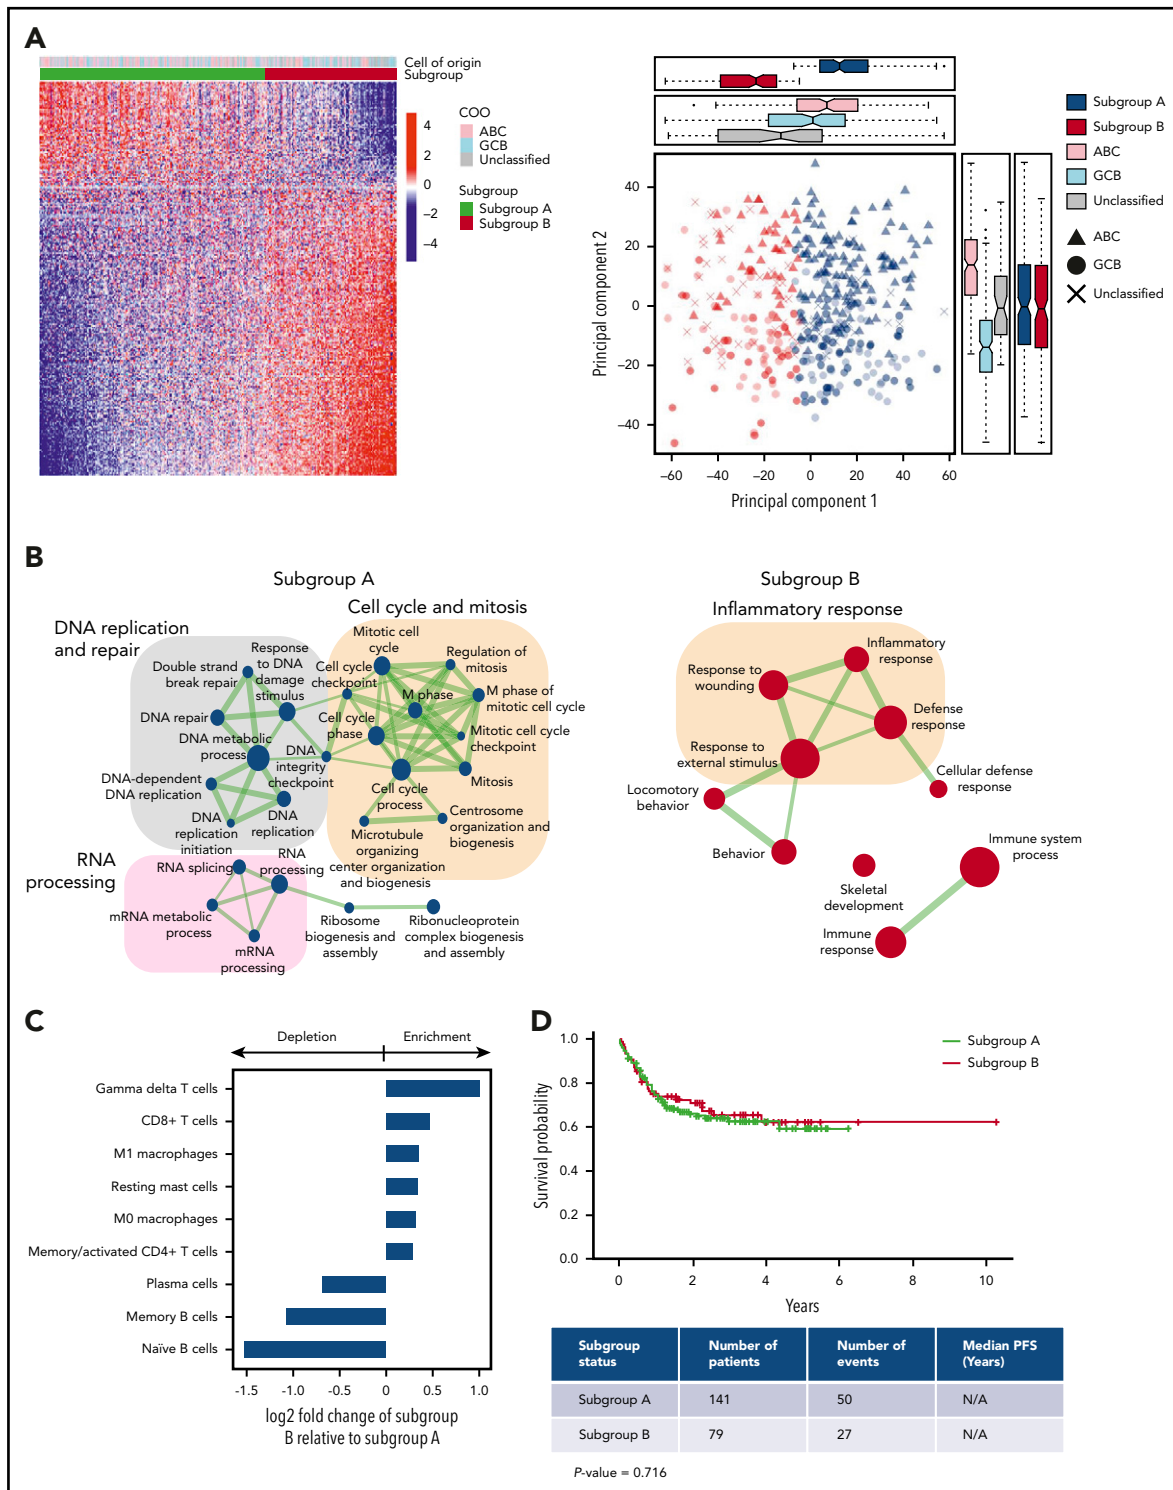 A
Cell of origin
Subgroup
COO
ABC
GCB
Unclassified
Subgroup
Subgroup A
Subgroup B
4
2
0
–2
–4
Subgroup A
Subgroup B
ABC
GCB
Unclassified
ABC
GCB
Unclassified
Principal component 2
40
20
0
–20
–40
–60
–40
–20
0
20
40
60
Principal component 1
B
Subgroup A
Cell cycle and mitosis
DNA replication
and repair
Mitotic cell
cycle
Response
to DNA
damage
stimulus
Double strand
break repair
Cell cycle
checkpoint
Regulation of
mitosis
M phase
M phase of
mitotic cell cycle
DNA repair
Cell cycle
phase
DNA metabolic
process
DNA
integrity
checkpoint
Mitotic cell cycle
checkpoint
DNA-dependent
DNA replication
Cell cycle
process
Mitosis
DNA
replication
initiation
DNA
replication
Microtubule
organizing
center organization
and biogenesis
Centrosome
organization and
biogenesis
RNA
processing
RNA splicing
RNA
processing
mRNA metabolic
process
mRNA
processing
Ribosome
biogenesis and
assembly
Ribonucleoprotein
complex biogenesis
and assembly
Subgroup B
Inflammatory response
Inflammatory
response
Response to
wounding
Defense
response
Response to
external stimulus
Cellular defense
response
Locomotory
behavior
Behavior
Skeletal
development
Immune system
process
Immune
response
C
Depletion
Enrichment
Gamma delta T cells
CD8+ T cells
M1 macrophages
Resting mast cells
M0 macrophages
Memory/activated CD4+ T cells
Plasma cells
Memory B cells
Naïve B cells
-1.5
-1.0
-0.5
0
0.5
1.0
log2 fold change of subgroup
B relative to subgroup A
D
Survival probability
1.0
0.8
0.6
0.4
0.2
0.0
Subgroup A
Subgroup B
0
2
4
6
8
10
Years
Subgroup status Number of patients Number of events Median PFS (Years)
Subgroup A 141 50 N/A
Subgroup B 79 27 N/A
P-value = 0.716